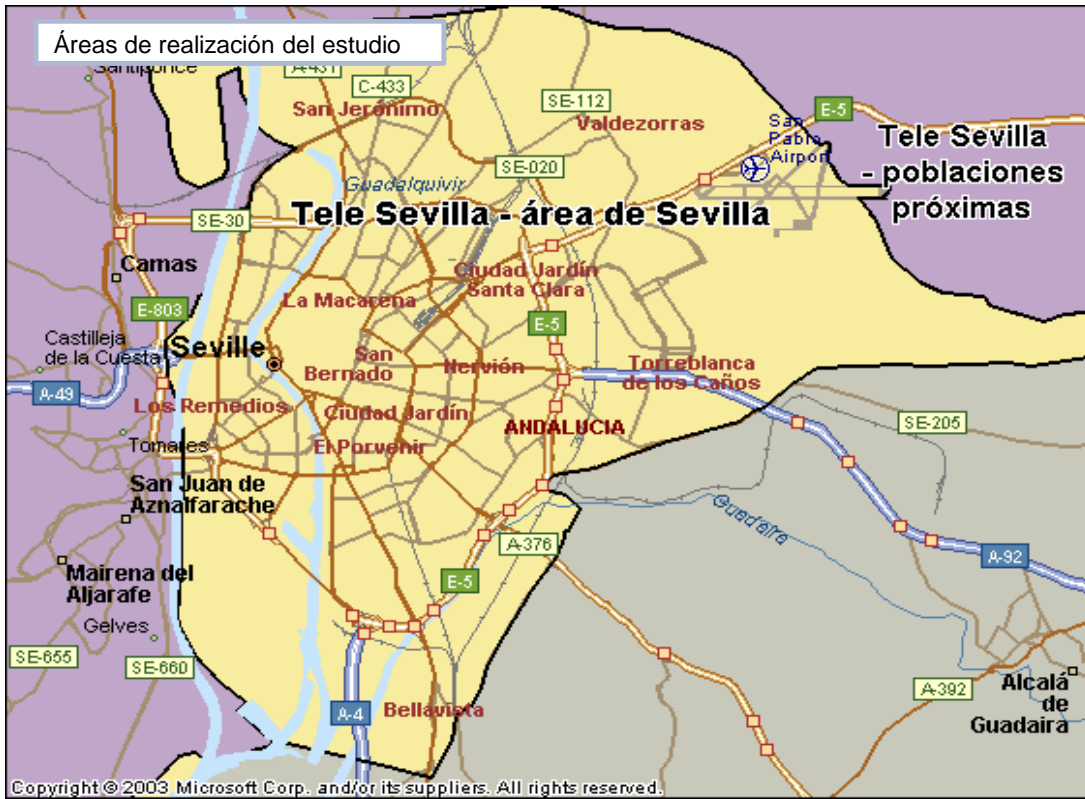 Áreas de realización del estudio
Santiponce
A-431
C-433
San Jerónimo
SE-112
Valdezorras
San
Pablo
Airport
E-5
Tele Sevilla
- poblaciones
próximas
SE-020
Guadalquivir
SE-30
Tele Sevilla - área de Sevilla
Camas
Ciudad Jardín
Santa Clara
La Macarena
E-803
E-5
Castilleja
de la Cuesta
Seville
San
Bernado
Nervión
Torreblanca
de los Caños
A-49
Los Remedios
Ciudad Jardín
ANDALUCIA
SE-205
El Porvenir
Tomares
San Juan de
Aznalfarache
Guadaira
A-376
A-92
Mairena del
Aljarafe
E-5
Gelves
SE-655
SE-660
A-392
Alcalá
de
Guadaira
A-4
Bellavista
Copyright © 2003 Microsoft Corp. and/or its suppliers. All rights reserved.